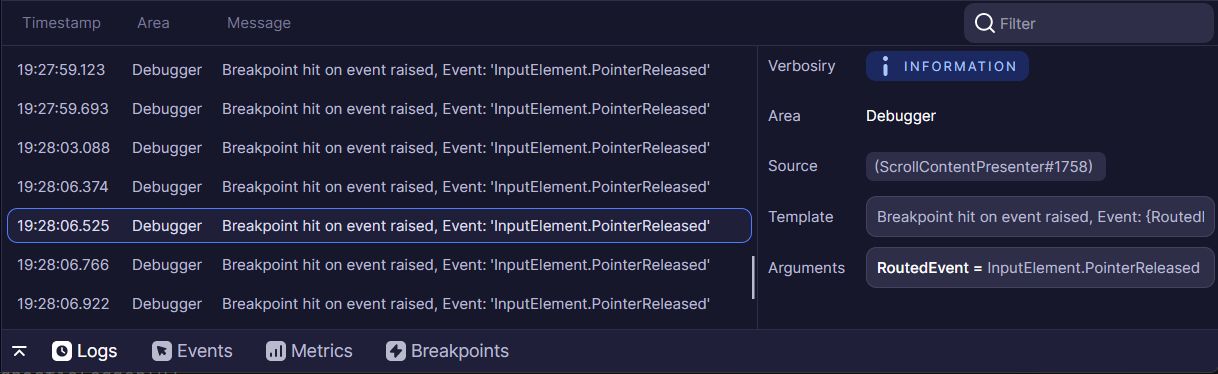 Timestamp Area Message Filter
19:27:59.123 Debugger Breakpoint hit on event raised, Event: 'InputElement.PointerReleased'
19:27:59.693 Debugger Breakpoint hit on event raised, Event: 'InputElement.PointerReleased'
19:28:03.088 Debugger Breakpoint hit on event raised, Event: 'InputElement.PointerReleased'
19:28:06.374 Debugger Breakpoint hit on event raised, Event: 'InputElement.PointerReleased'
19:28:06.525 Debugger Breakpoint hit on event raised, Event: 'InputElement.PointerReleased'
19:28:06.766 Debugger Breakpoint hit on event raised, Event: 'InputElement.PointerReleased'
19:28:06.922 Debugger Breakpoint hit on event raised, Event: 'InputElement.PointerReleased'
Verbosiry INFORMATION
Area Debugger
Source (ScrollContentPresenter#1758)
Template Breakpoint hit on event raised, Event: {Routed
Arguments RoutedEvent = InputElement.PointerReleased
Logs Events Metrics Breakpoints